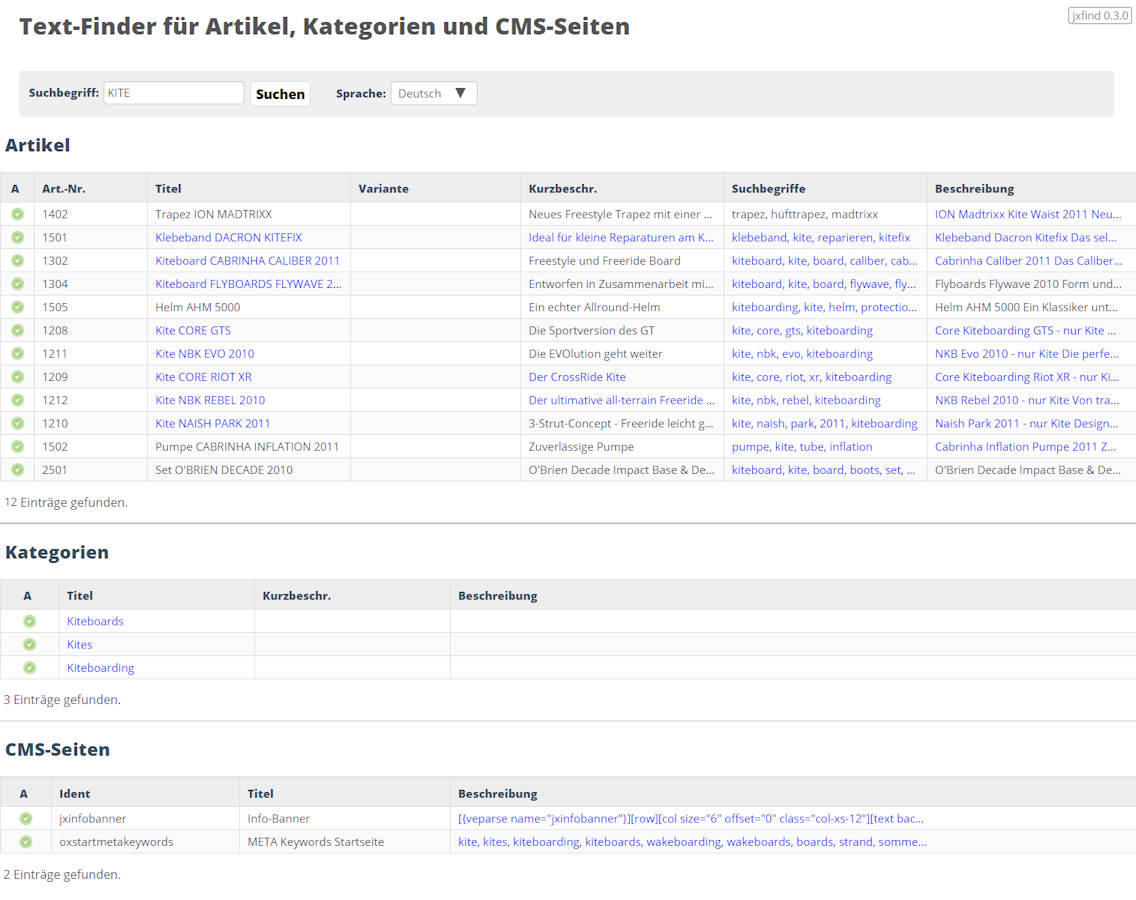 Text-Finder für Artikel, Kategorien und CMS-Seiten
jxfind 0.3.0
Suchbegriff: KITE Suchen Sprache: Deutsch ▼
Artikel
A Art.-Nr. Titel Variante Kurzbeschr. Suchbegriffe Beschreibung
1402 Trapez ION MADTRIXX Neues Freestyle Trapez mit einer ... trapez, hüfttrapez, madtrixx ION Madtrixx Kite Waist 2011 Neu...
1501 Klebeband DACRON KITEFIX Ideal für kleine Reparaturen am K... klebeband, kite, reparieren, kitefix Klebeband Dacron Kitefix Das sel...
1302 Kiteboard CABRINHA CALIBER 2011 Freestyle und Freeride Board kiteboard, kite, board, caliber, cab... Cabrinha Caliber 2011 Das Caliber...
1304 Kiteboard FLYBOARDS FLYWAVE 2... Entworfen in Zusammenarbeit mi... kiteboard, kite, board, flywave, fly... Flyboards Flywave 2010 Form und...
1505 Helm AHM 5000 Ein echter Allround-Helm kiteboarding, kite, helm, protectio... Helm AHM 5000 Ein Klassiker unt...
1208 Kite CORE GTS Die Sportversion des GT kite, core, gts, kiteboarding Core Kiteboarding GTS - nur Kite ...
1211 Kite NBK EVO 2010 Die EVOlution geht weiter kite, nbk, evo, kiteboarding NKB Evo 2010 - nur Kite Die perfe...
1209 Kite CORE RIOT XR Der CrossRide Kite kite, core, riot, xr, kiteboarding Core Kiteboarding Riot XR - nur Ki...
1212 Kite NBK REBEL 2010 Der ultimative all-terrain Freeride ... kite, nbk, rebel, kiteboarding NKB Rebel 2010 - nur Kite Von tra...
1210 Kite NAISH PARK 2011 3-Strut-Concept - Freeride leicht g... kite, naish, park, 2011, kiteboarding Naish Park 2011 - nur Kite Design...
1502 Pumpe CABRINHA INFLATION 2011 Zuverlässige Pumpe pumpe, kite, tube, inflation Cabrinha Inflation Pumpe 2011 Z...
2501 Set O'BRIEN DECADE 2010 O'Brien Decade Impact Base & De... kiteboard, kite, board, boots, set, ... O'Brien Decade Impact Base & De...
12 Einträge gefunden.
Kategorien
A Titel Kurzbeschr. Beschreibung
Kiteboards
Kites
Kiteboarding
3 Einträge gefunden.
CMS-Seiten
A Ident Titel Beschreibung
jxinfobanner Info-Banner [{veparse name="jxinfobanner"}][row][col size="6" offset="0" class="col-xs-12"][text bac...
oxstartmetakeywords META Keywords Startseite kite, kites, kiteboarding, kiteboards, wakeboarding, wakeboards, boards, strand, somme...
2 Einträge gefunden.